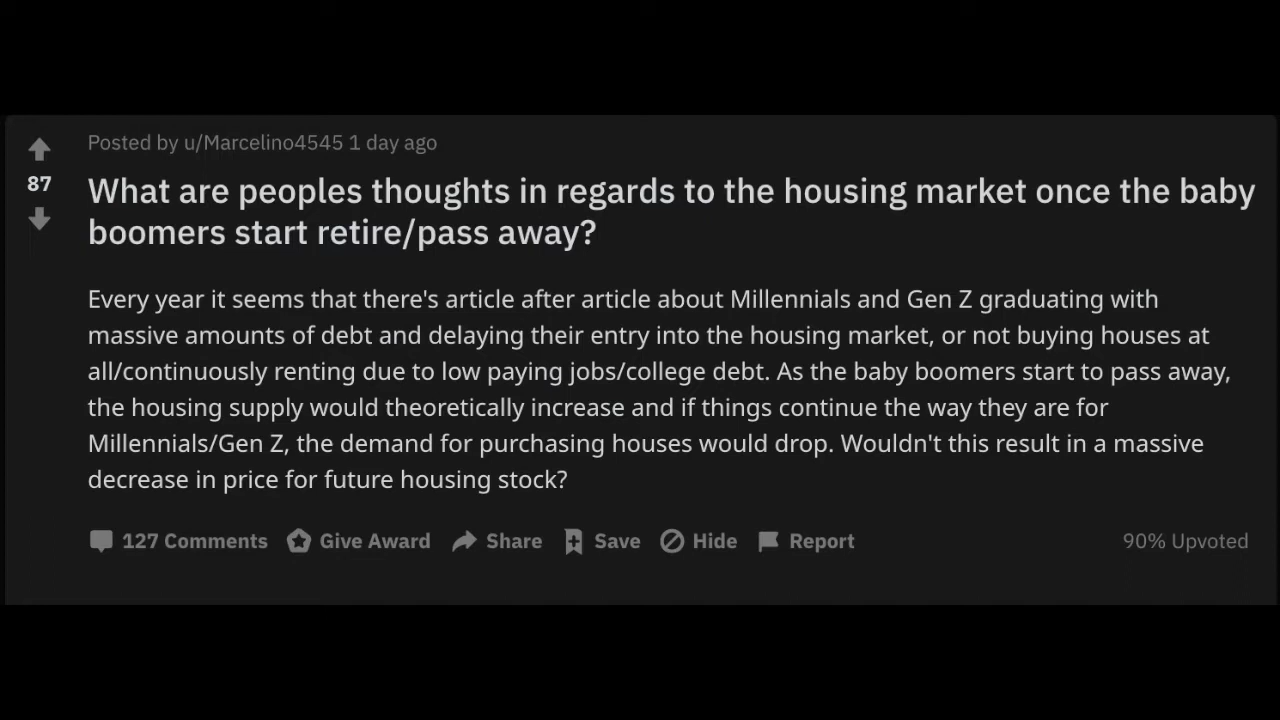 Posted by u/Marcelino4545 1 day ago
87
What are peoples thoughts in regards to the housing market once the baby
boomers start retire/pass away?
Every year it seems that there's article after article about Millennials and Gen Z graduating with
massive amounts of debt and delaying their entry into the housing market, or not buying houses at
all/continuously renting due to low paying jobs/college debt. As the baby boomers start to pass away,
the housing supply would theoretically increase and if things continue the way they are for
Millennials/Gen Z, the demand for purchasing houses would drop. Wouldn't this result in a massive
decrease in price for future housing stock?
127 Comments Give Award Share Save Hide Report 90% Upvoted